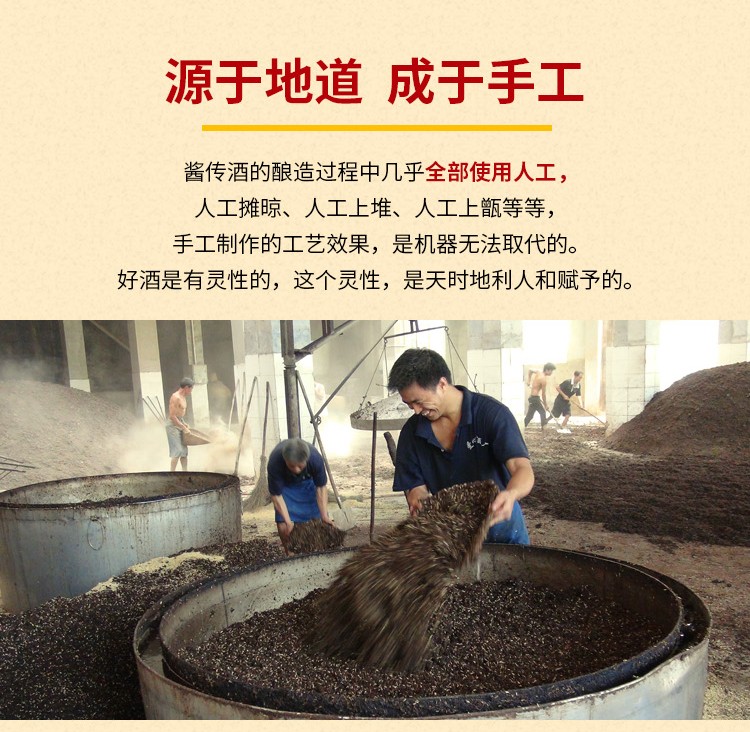 源于地道 成于手工
酱传酒的酿造过程中几乎全部使用人工，
人工摊晾、人工上堆、人工上甑等等，
手工制作的工艺效果，是机器无法取代的。
好酒是有灵性的，这个灵性，是天时地利人和赋予的。